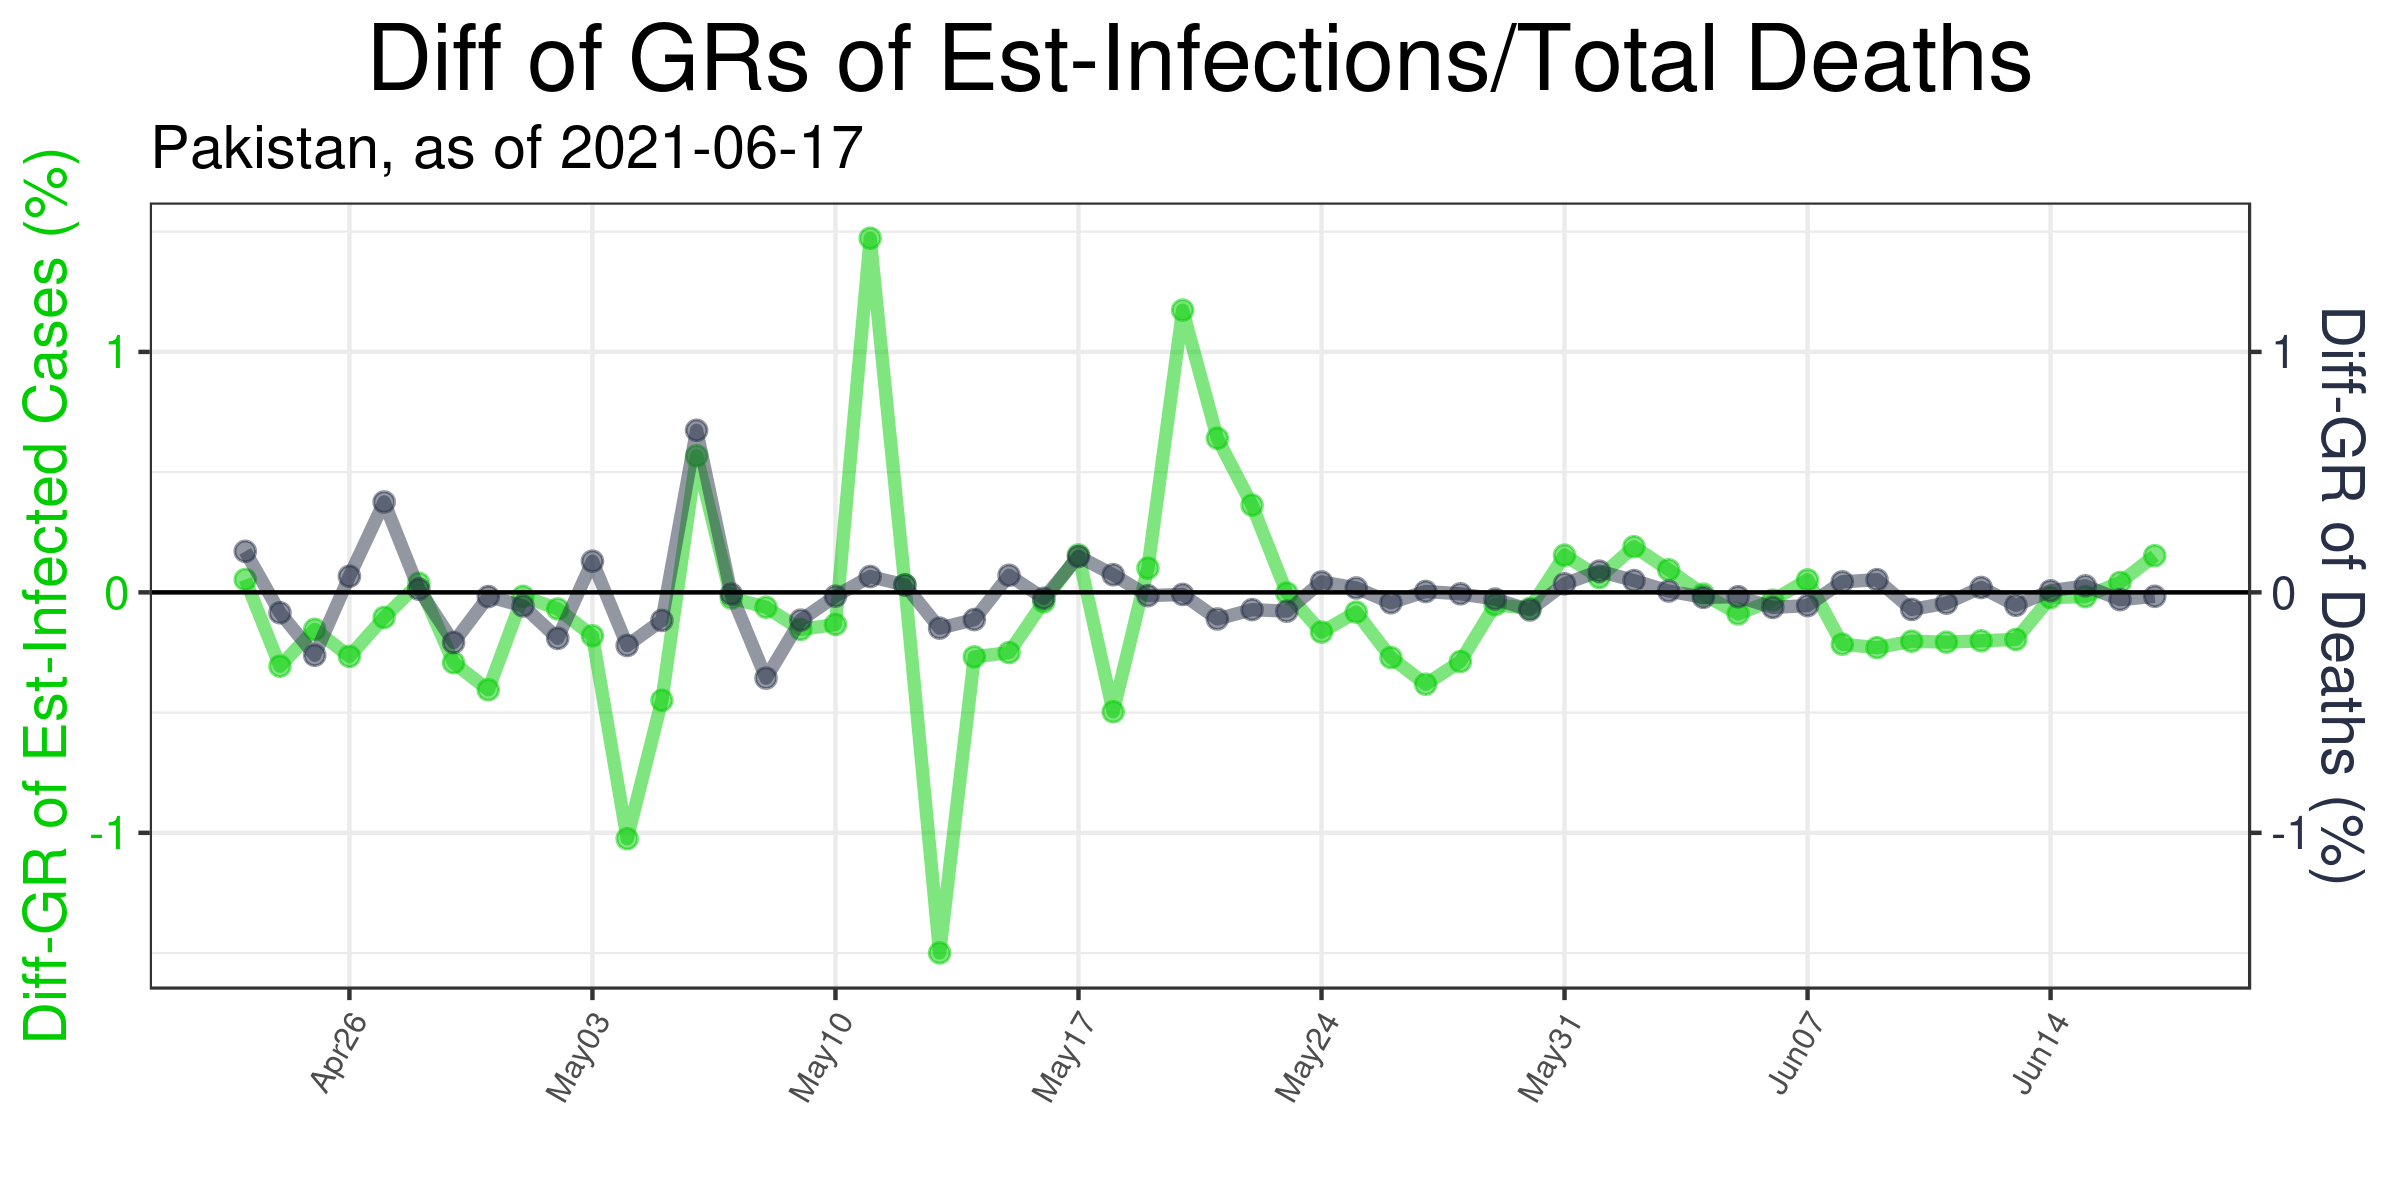 Diff of GRs of Est-Infections/Total Deaths
Pakistan, as of 2021-06-17
Diff-GR of Est-Infected Cases (%)
1
0
-1
1
0
-1
Diff-GR of Deaths (%)
Apr26
May03
May10
May17
May24
May31
Jun07
Jun14